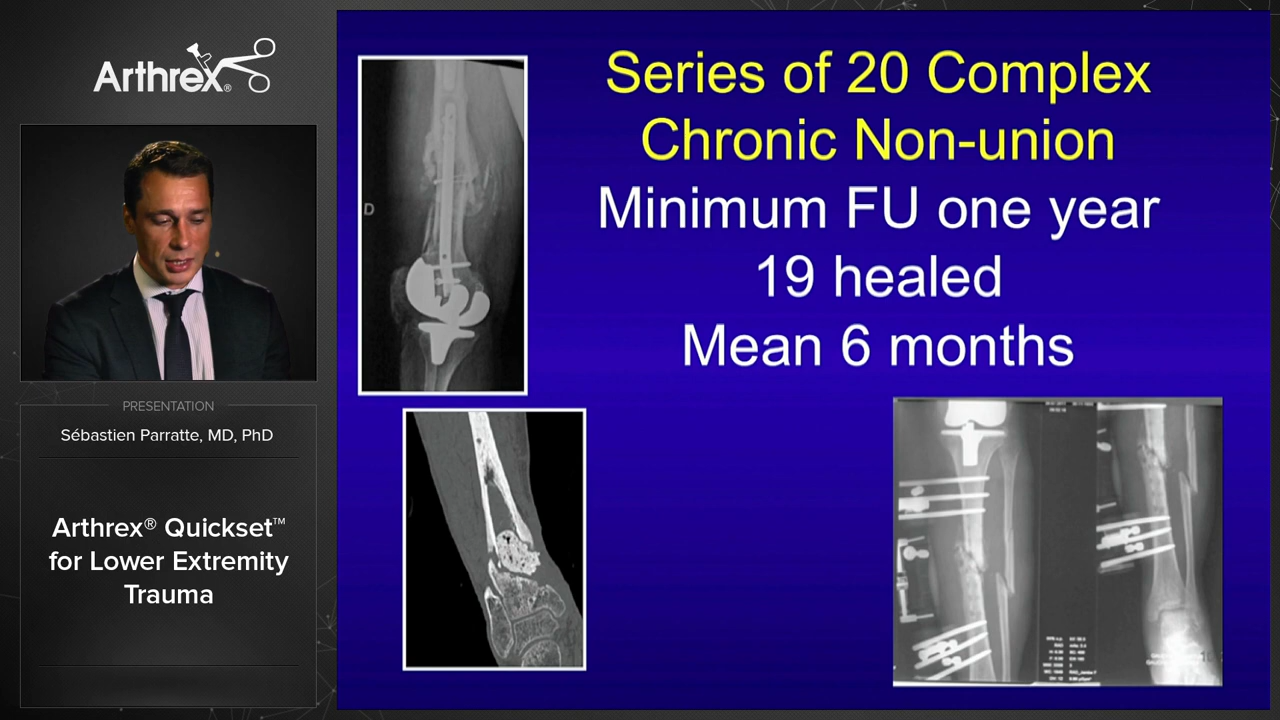 Arthrex®
PRESENTATION
Sébastien Parratte, MD, PhD
Arthrex® Quickset™
for Lower Extremity
Trauma
Series of 20 Complex
Chronic Non-union
Minimum FU one year
19 healed
Mean 6 months
D